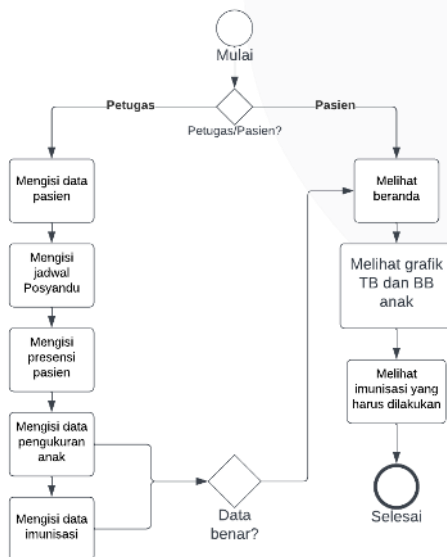 Mulai
Petugas
Pasien
Petugas/Pasien?
Mengisi data
pasien
Mengisi
jadwal
Posyandu
Mengisi
presensi
pasien
Mengisi data
pengukuran
anak
Mengisi data
imunisasi
Data
benar?
Melihat
beranda
Melihat grafik
TB dan BB
anak
Melihat
imunisasi yang
harus dilakukan
Selesai